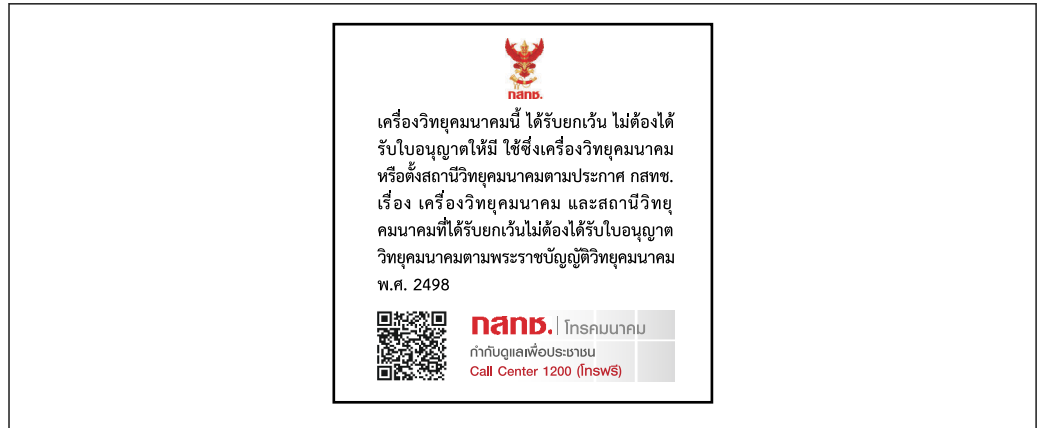 กสทช.
เครื่องวิทยุคมนาคมนี้ ได้รับยกเว้น ไม่ต้องได้
รับใบอนุญาตให้มี ใช้ซึ่งเครื่องวิทยุคมนาคม
หรือตั้งสถานีวิทยุคมนาคมตามประกาศ กสทช.
เรื่อง เครื่องวิทยุคมนาคม และสถานีวิทยุ
คมนาคมที่ได้รับยกเว้นไม่ต้องได้รับใบอนุญาต
วิทยุคมนาคมตามพระราชบัญญัติวิทยุคมนาคม
พ.ศ. 2498
กสทช. | โทรคมนาคม
กำกับดูแลเพื่อประชาชน
Call Center 1200 (โทรฟรี)